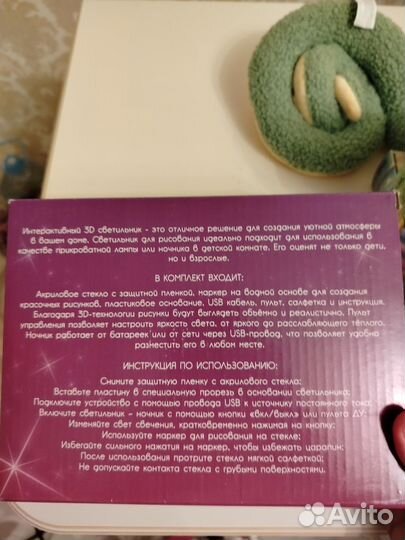 Интерактивный 3D светильник - это отличное решение для создания уютной атмосферы
в вашем доме. Светильник для рисования идеально подходит для использования в
качестве прикроватной лампы или ночника в детской комнате. Его оценят не только дети,
но и взрослые.
В КОМПЛЕКТ ВХОДИТ:
Акриловое стекло с защитной пленкой, маркер на водной основе для создания
красочных рисунков, пластиковое основание, USB кабель, пульт, салфетка и инструкция.
Благодаря 3D-технологии рисунки будут выглядеть объёмно и реалистично. Пульт
управления позволяет настроить яркость света, от яркого до расслабляющего тёплого.
Ночник работает от батареек или от сети через USB-провод, что позволяет удобно
разместить его в любом месте.
ИНСТРУКЦИЯ ПО ИСПОЛЬЗОВАНИЮ:
Снимите защитную пленку с акрилового стекла;
Вставьте пластину в специальную прорезь в основании светильника;
Подключите устройство с помощью провода USB к источнику постоянного тока;
Включите светильник - ночник с помощью кнопки «вкл/выкл» или пульта ДУ;
Изменяйте свет свечения, кратковременно нажимая на кнопку;
Используйте маркер для рисования на стекле;
Избегайте сильного нажатия на маркер, чтобы избежать царапин;
После использования протрите стекло мягкой салфеткой;
Не допускайте контакта стекла с грубыми поверхностями.
Avito